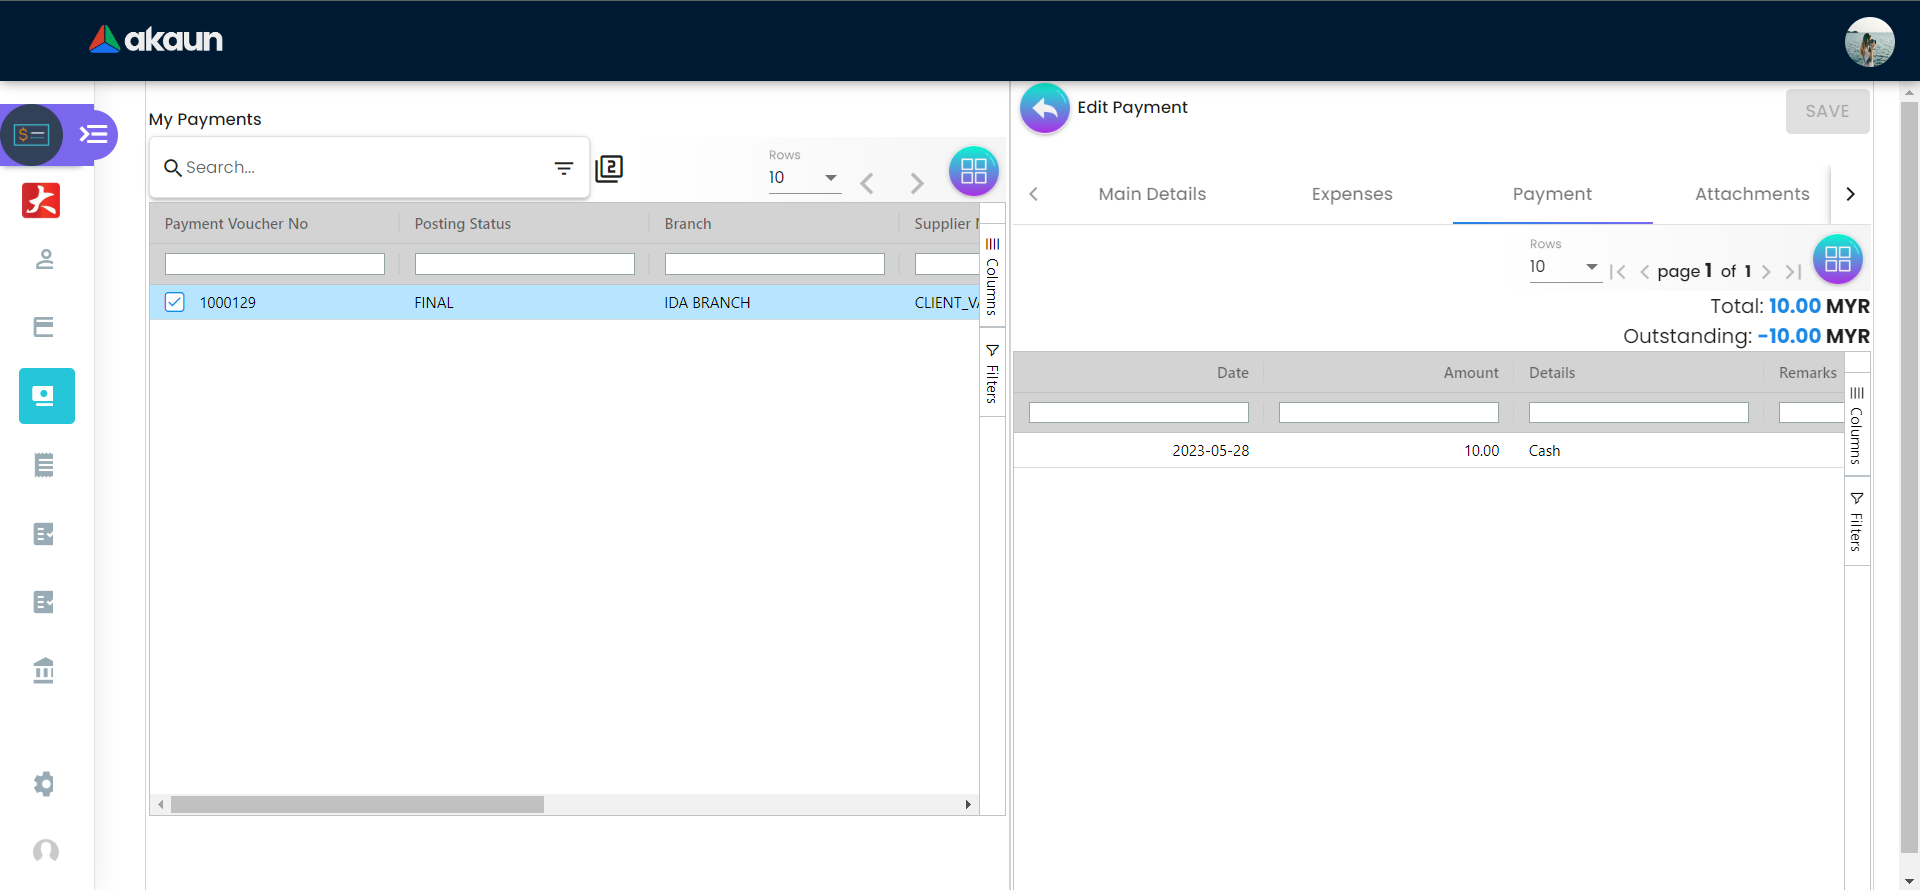 akaun
My Payments
Search...
2
Rows
10
Payment Voucher No
Posting Status
Branch
Supplier
1000129
FINAL
IDA BRANCH
CLIENT_V
Columns
Filters
Edit Payment
SAVE
Main Details
Expenses
Payment
Attachments
Rows
10
page 1 of 1
Total: 10.00 MYR
Outstanding: -10.00 MYR
Date
Amount
Details
Remarks
2023-05-28
10.00
Cash
Columns
Filters